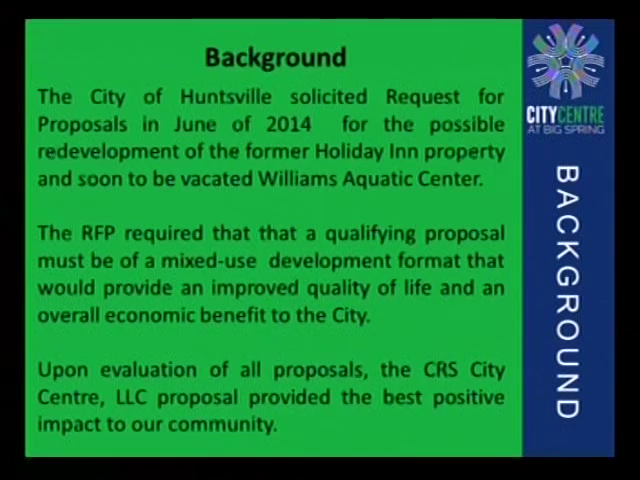 Background
The City of Huntsville solicited Request for
Proposals in June of 2014 for the possible
redevelopment of the former Holiday Inn property
and soon to be vacated Williams Aquatic Center.
The RFP required that that a qualifying proposal
must be of a mixed-use development format that
would provide an improved quality of life and an
overall economic benefit to the City.
Upon evaluation of all proposals, the CRS City
Centre, LLC proposal provided the best positive
impact to our community.
CITYCENTRE
AT BIG SPRING
BACKGROUND